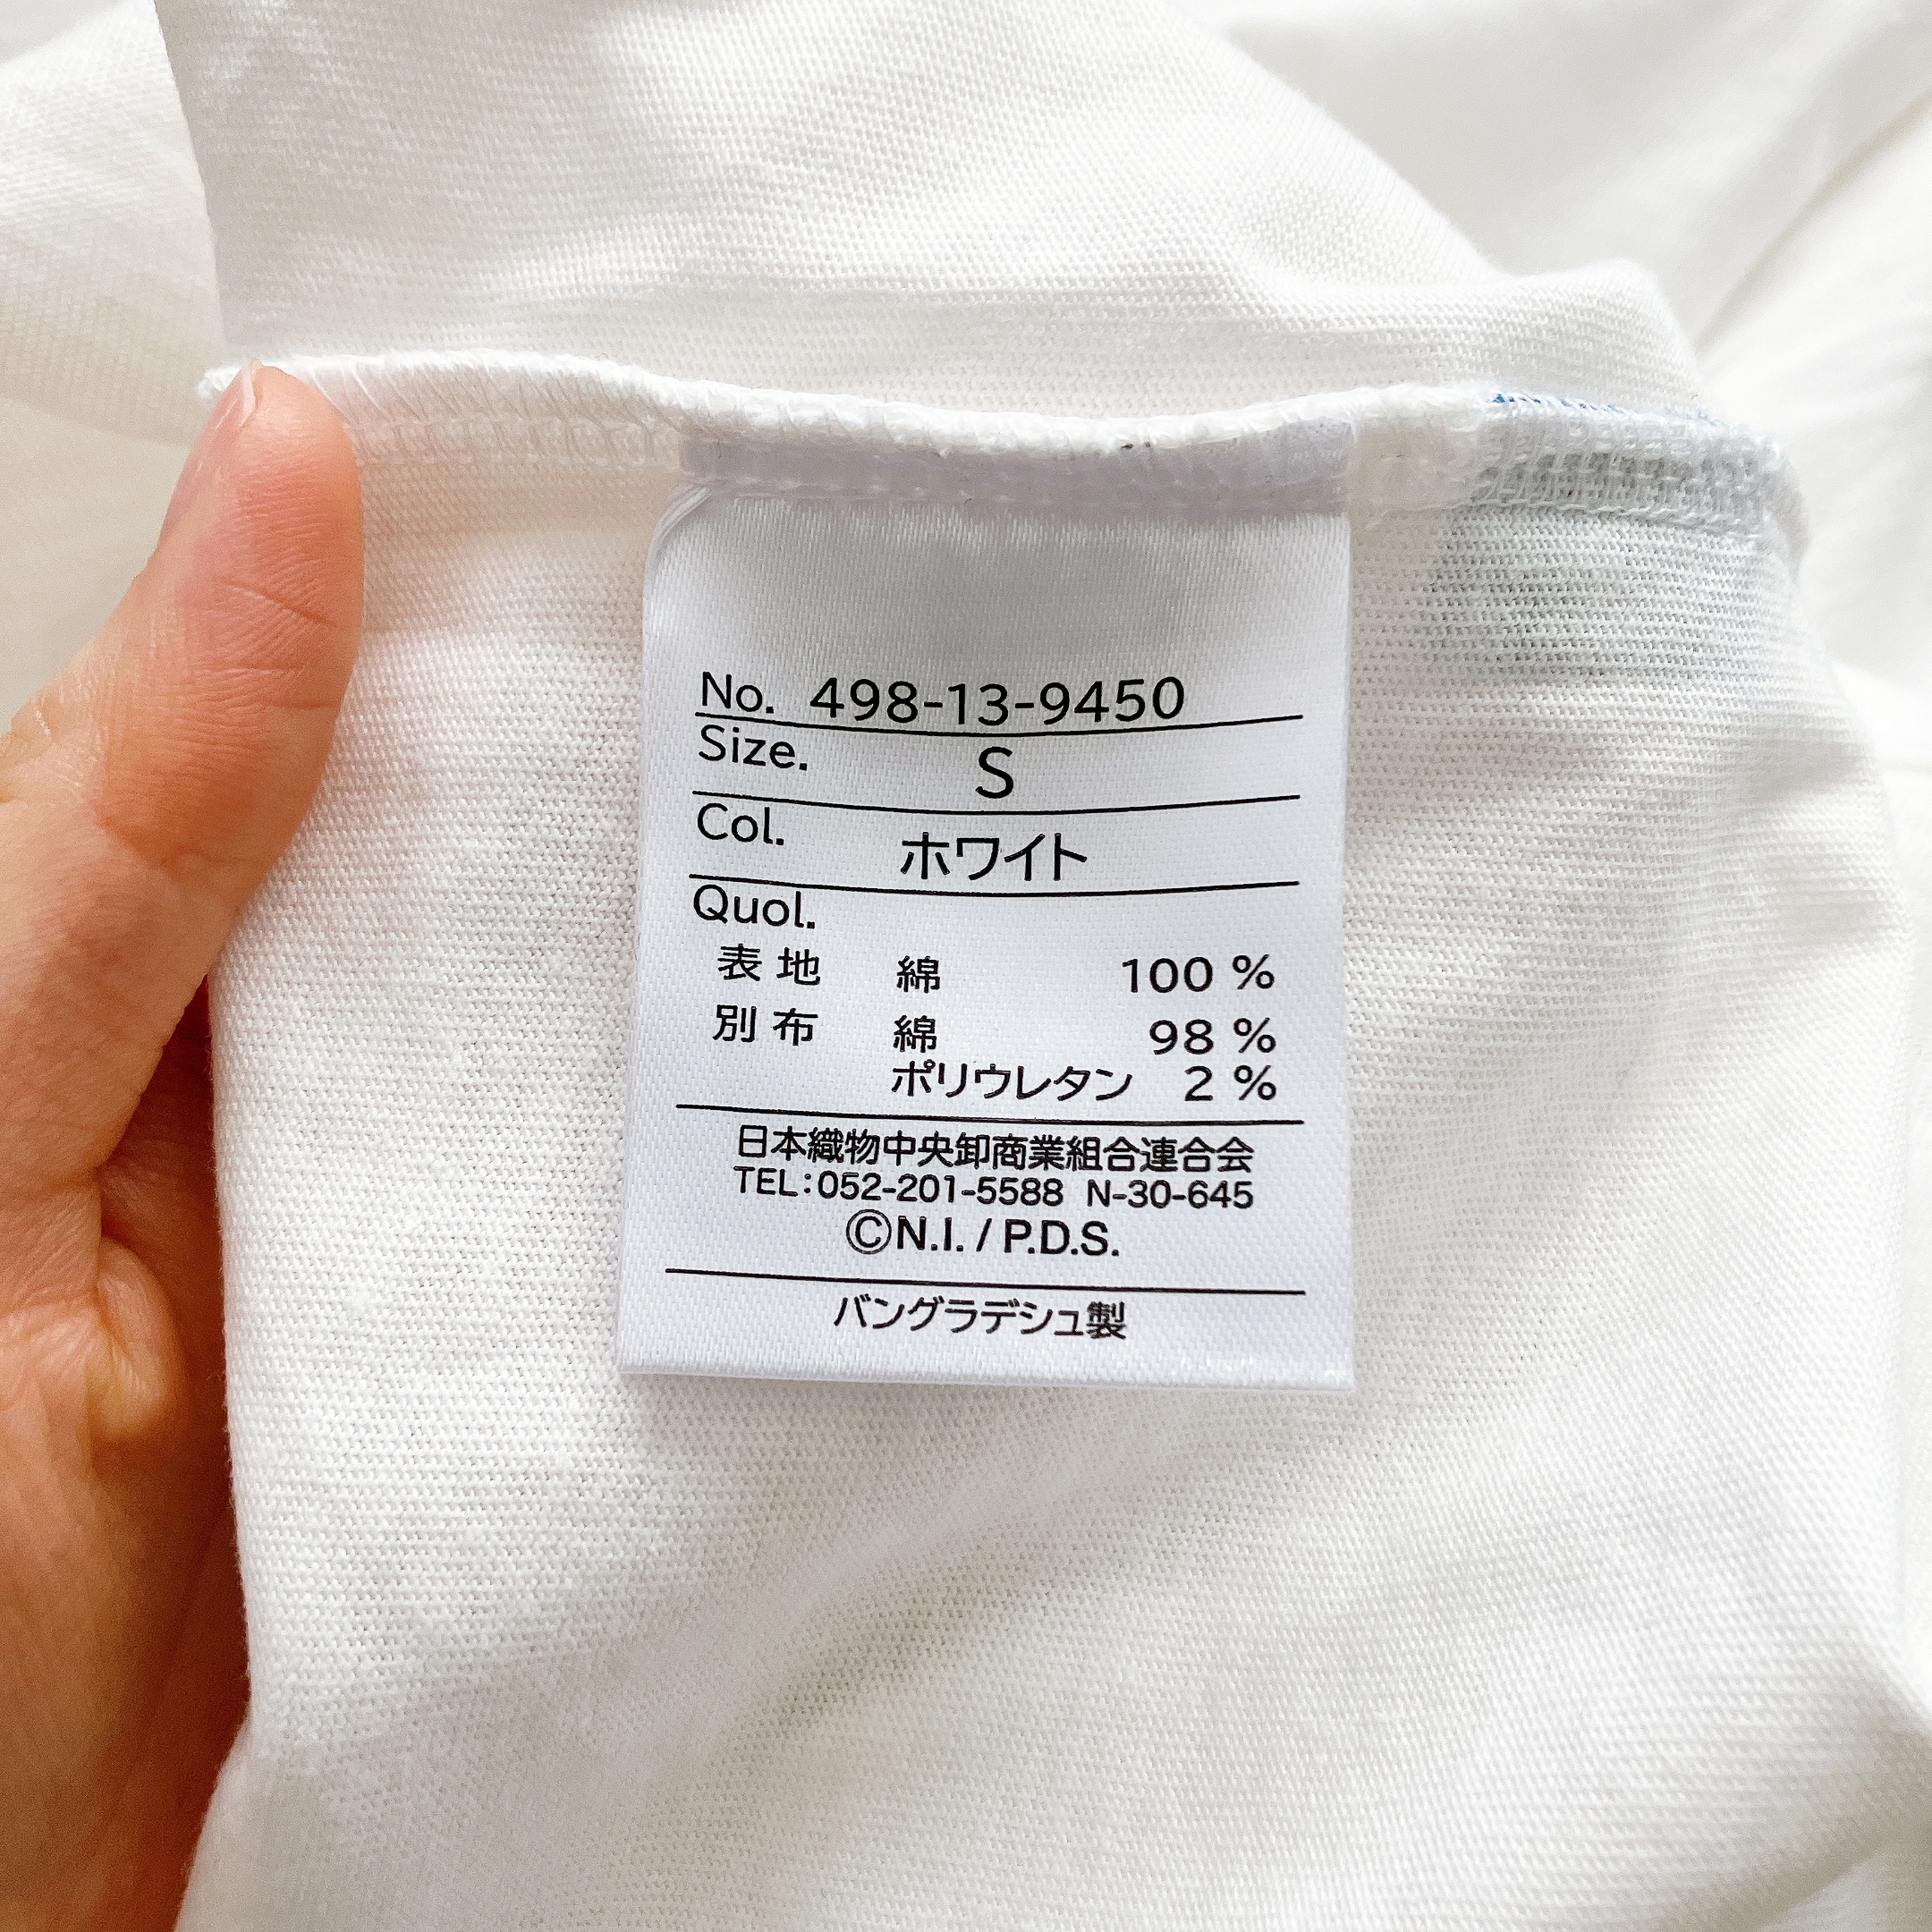 No. 498-13-9450
Size. S
Col. ホワイト
Quol.
表地 綿 100 %
別布 綿 98 %
ポリウレタン 2 %
日本織物中央卸商業組合連合会
TEL:052-201-5588 N-30-645
©N.I. / P.D.S.
バングラデシュ製